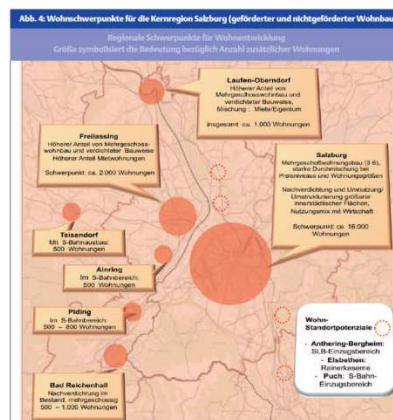 Abb. 4: Wohnschwerpunkte für die Kernregion Salzburg (geförderter und nichtgeförderter Wohnbau
Regionale Schwerpunkte für Wohnentwicklung
Größe symbolisiert die Bedeutung bezüglich Anzahl zusätzlicher Wohnungen
Laufen-Oberndorf
Höherer Anteil von
Mehrgeschosswohnbau und
verdichteter Bauweise,
Mischung : Miete/Eigentum
insgesamt ca. 1.000 Wohnungen
Freilassing
Höherer Anteil von Mehrgeschoss-
wohnbau und verdichteter Bauweise
Höherer Anteil Mietwohnungen
Schwerpunkt: ca. 2.000 Wohnungen
Salzburg
Mehrgeschoßwohnungsbau (3-6),
starke Durchmischung bei
Preisniveaus und Wohnungsgrößen
Nachverdichtung und Umnutzung/
Umstrukturierung größerer
innerstädtischer Flächen,
Nutzungsmix mit Wirtschaft
Schwerpunkt ca. 16.000
Wohnungen
Teisendorf
Mit S-Bahnausbau:
500 Wohnungen
Ainring
Im S-Bahnbereich:
500 Wohnungen
Piding
Im S-Bahnbereich:
500 – 800 Wohnungen
Bad Reichenhall
Nachverdichtung im
Bestand, mehrgeschossig
500 – 1.000 Wohnungen
Wohn-
Standortpotenziale
- Anthering-Bergheim:
SLB-Einzugsbereich
- Elsbethen:
Rainerkaserne
- Puch: S-Bahn-
Einzugsbereich